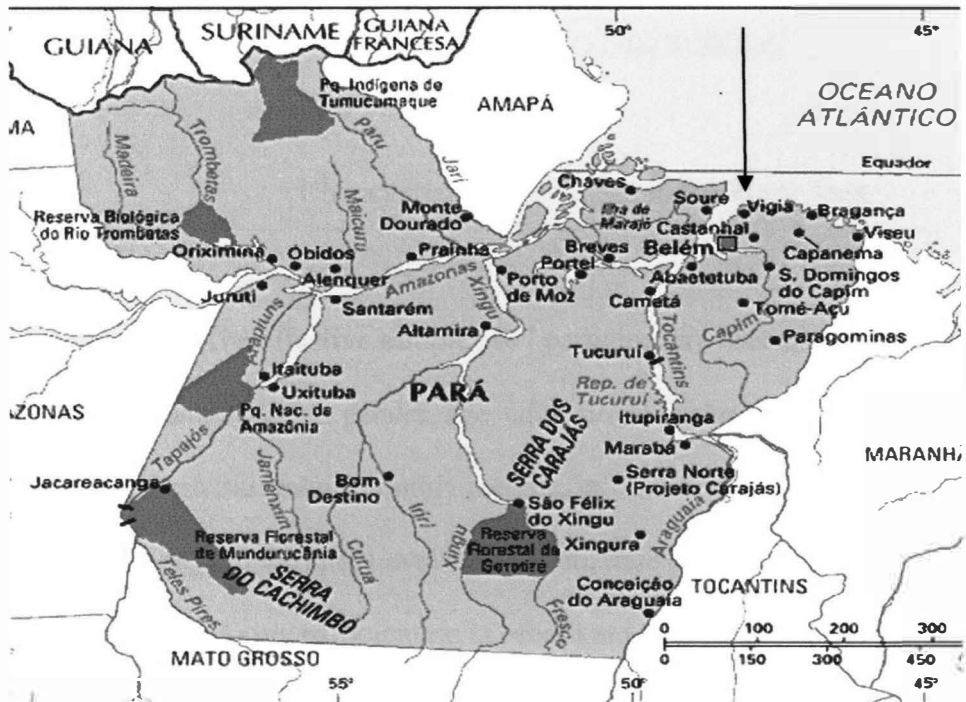 50°
45°
GUIANA
SURINAME
GUIANA
FRANCESA
Pq. Indígena de
Tumucumaque
AMAPÁ
OCEANO
ATLÂNTICO
MA
Madeira
Trombetas
Paru
Jari
Maicuru
Equador
Chaves
Ilha de
Marajó
Soure
Vigia
Bragança
Viseu
Castanhal
Belém
Capanema
Reserva Biológica
do Rio Trombetas
Monte
Dourado
Oriximiná
Óbidos
Prainha
Breves
Portel
Alenquer
Amazonas
Xingu
Porto
de Moz
Abaetetuba
S. Domingos
do Capim
Juruti
Santarém
Cametá
Tomé-Açu
Altamira
Capim
Paragominas
Arapiuns
Tocantins
Tucuruí
Itaituba
Uxituba
PARÁ
Rep. de
Tucuruí
AZONAS
Pq. Nac. da
Amazônia
Itupiranga
Marabá
MARANHÃ
SERRA DOS
CARAJÁS
Tapajós
Jacareacanga
Jamenxim
Bom
Destino
Serra Norte
(Projeto Carajás)
São Félix
do Xingu
Iriri
Xingu
Reserva Florestal
de Mundurucânia
Reserva
Florestal de
Gorotire
Xingura
Araguaia
SERRA
DO CACHIMBO
Curuá
Teles Pires
Fresco
Conceição
do Araguaia
TOCANTINS
MATO GROSSO
0 100 200 300
0 150 300 450
55°
50°
45°